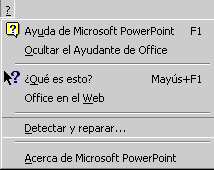 ?
Ayuda de Microsoft PowerPoint F1
Ocultar el Ayudante de Office
¿Qué es esto? Mayús+F1
Office en el Web
Detectar y reparar...
Acerca de Microsoft PowerPoint